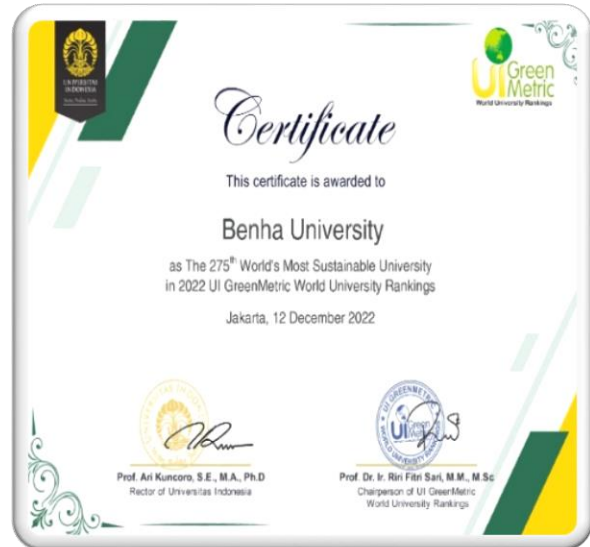 UNIVERSITAS
INDONESIA
UI Green
Metric
World University Rankings
Certificate
This certificate is awarded to
Benha University
as The 275th World's Most Sustainable University
in 2022 UI GreenMetric World University Rankings
Jakarta, 12 December 2022
Prof. Ari Kuncoro, S.E., M.A., Ph.D
Rector of Universitas Indonesia
Prof. Dr. Ir. Riri Fitri Sari, M.M., M.Sc
Chairperson of UI GreenMetric
World University Rankings